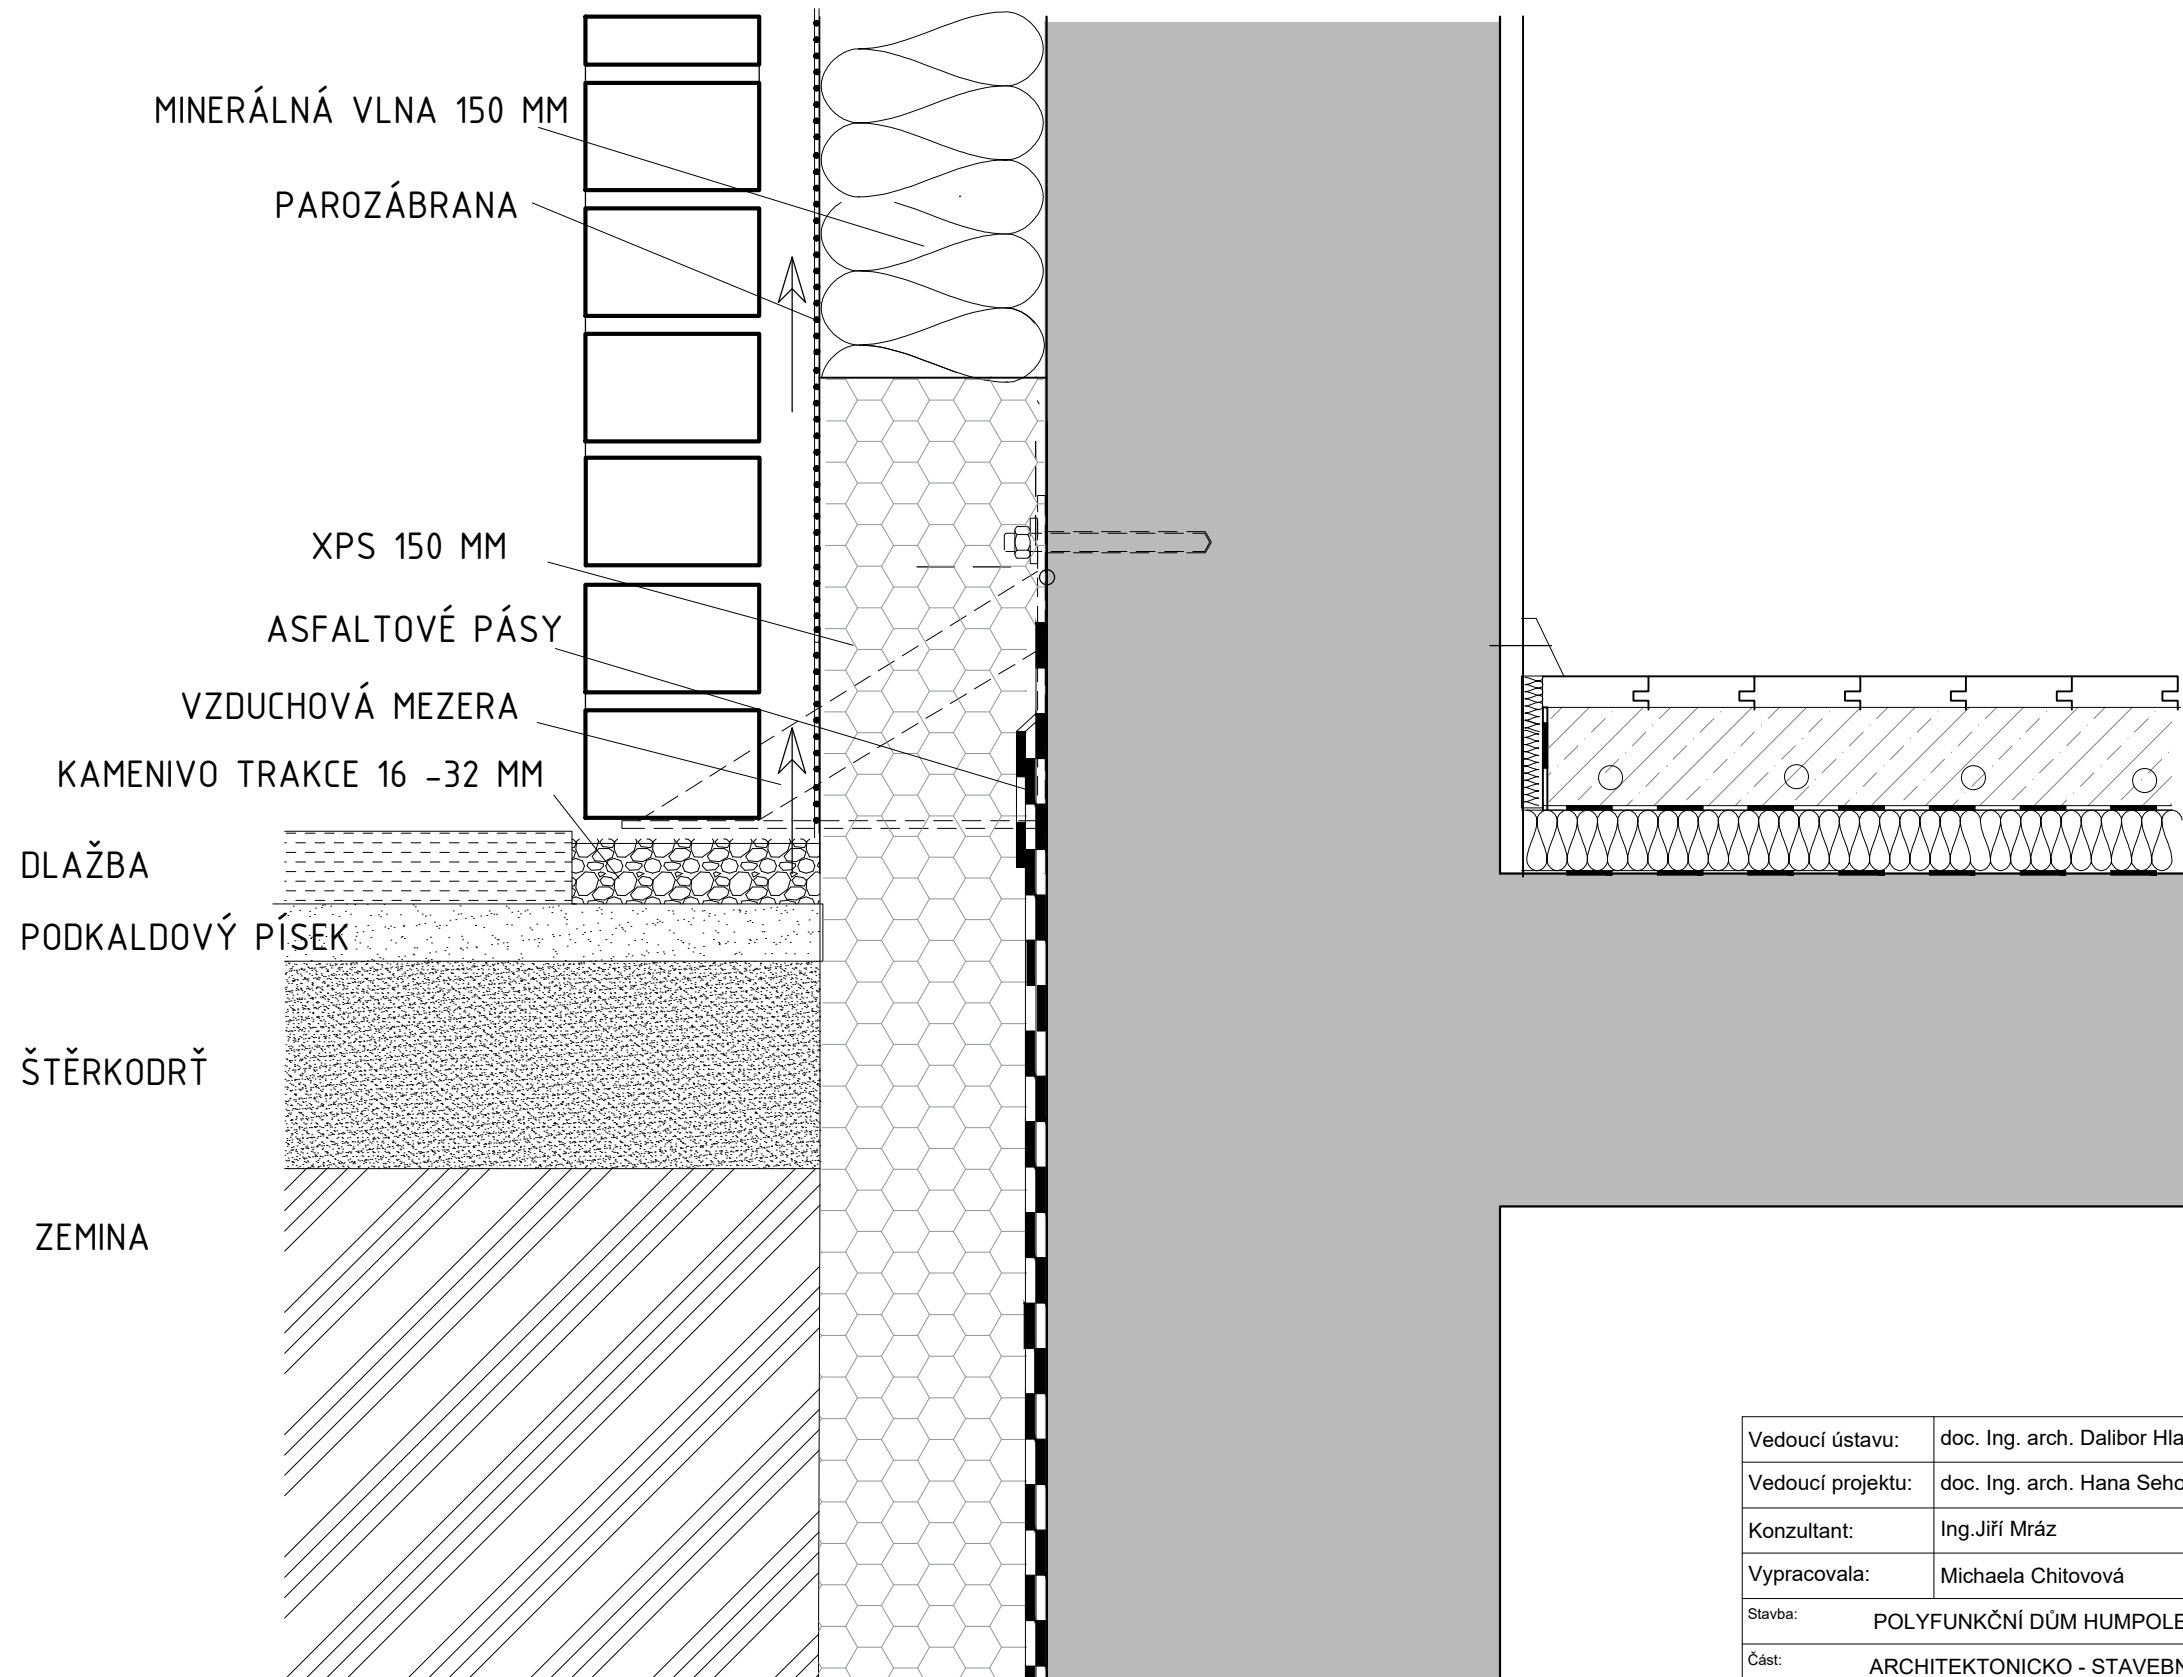 MINERÁLNÁ VLNA 150 MM
PAROZÁBRANA
XPS 150 MM
ASFALTOVÉ PÁSY
VZDUCHOVÁ MEZERA
KAMENIVO TRAKCE 16 -32 MM
DLAŽBA
PODKALDOVÝ PÍSEK
ŠTĚRKODRŤ
ZEMINA
Vedoucí ústavu: doc. Ing. arch. Dalibor
Vedoucí projektu: doc. Ing. arch. Hana
Konzultant: Ing.Jiří Mráz
Vypracovala: Michaela Chitovová
Stavba: POLYFUNKČNÍ DŮM
Část: ARCHITEKTONICKO -